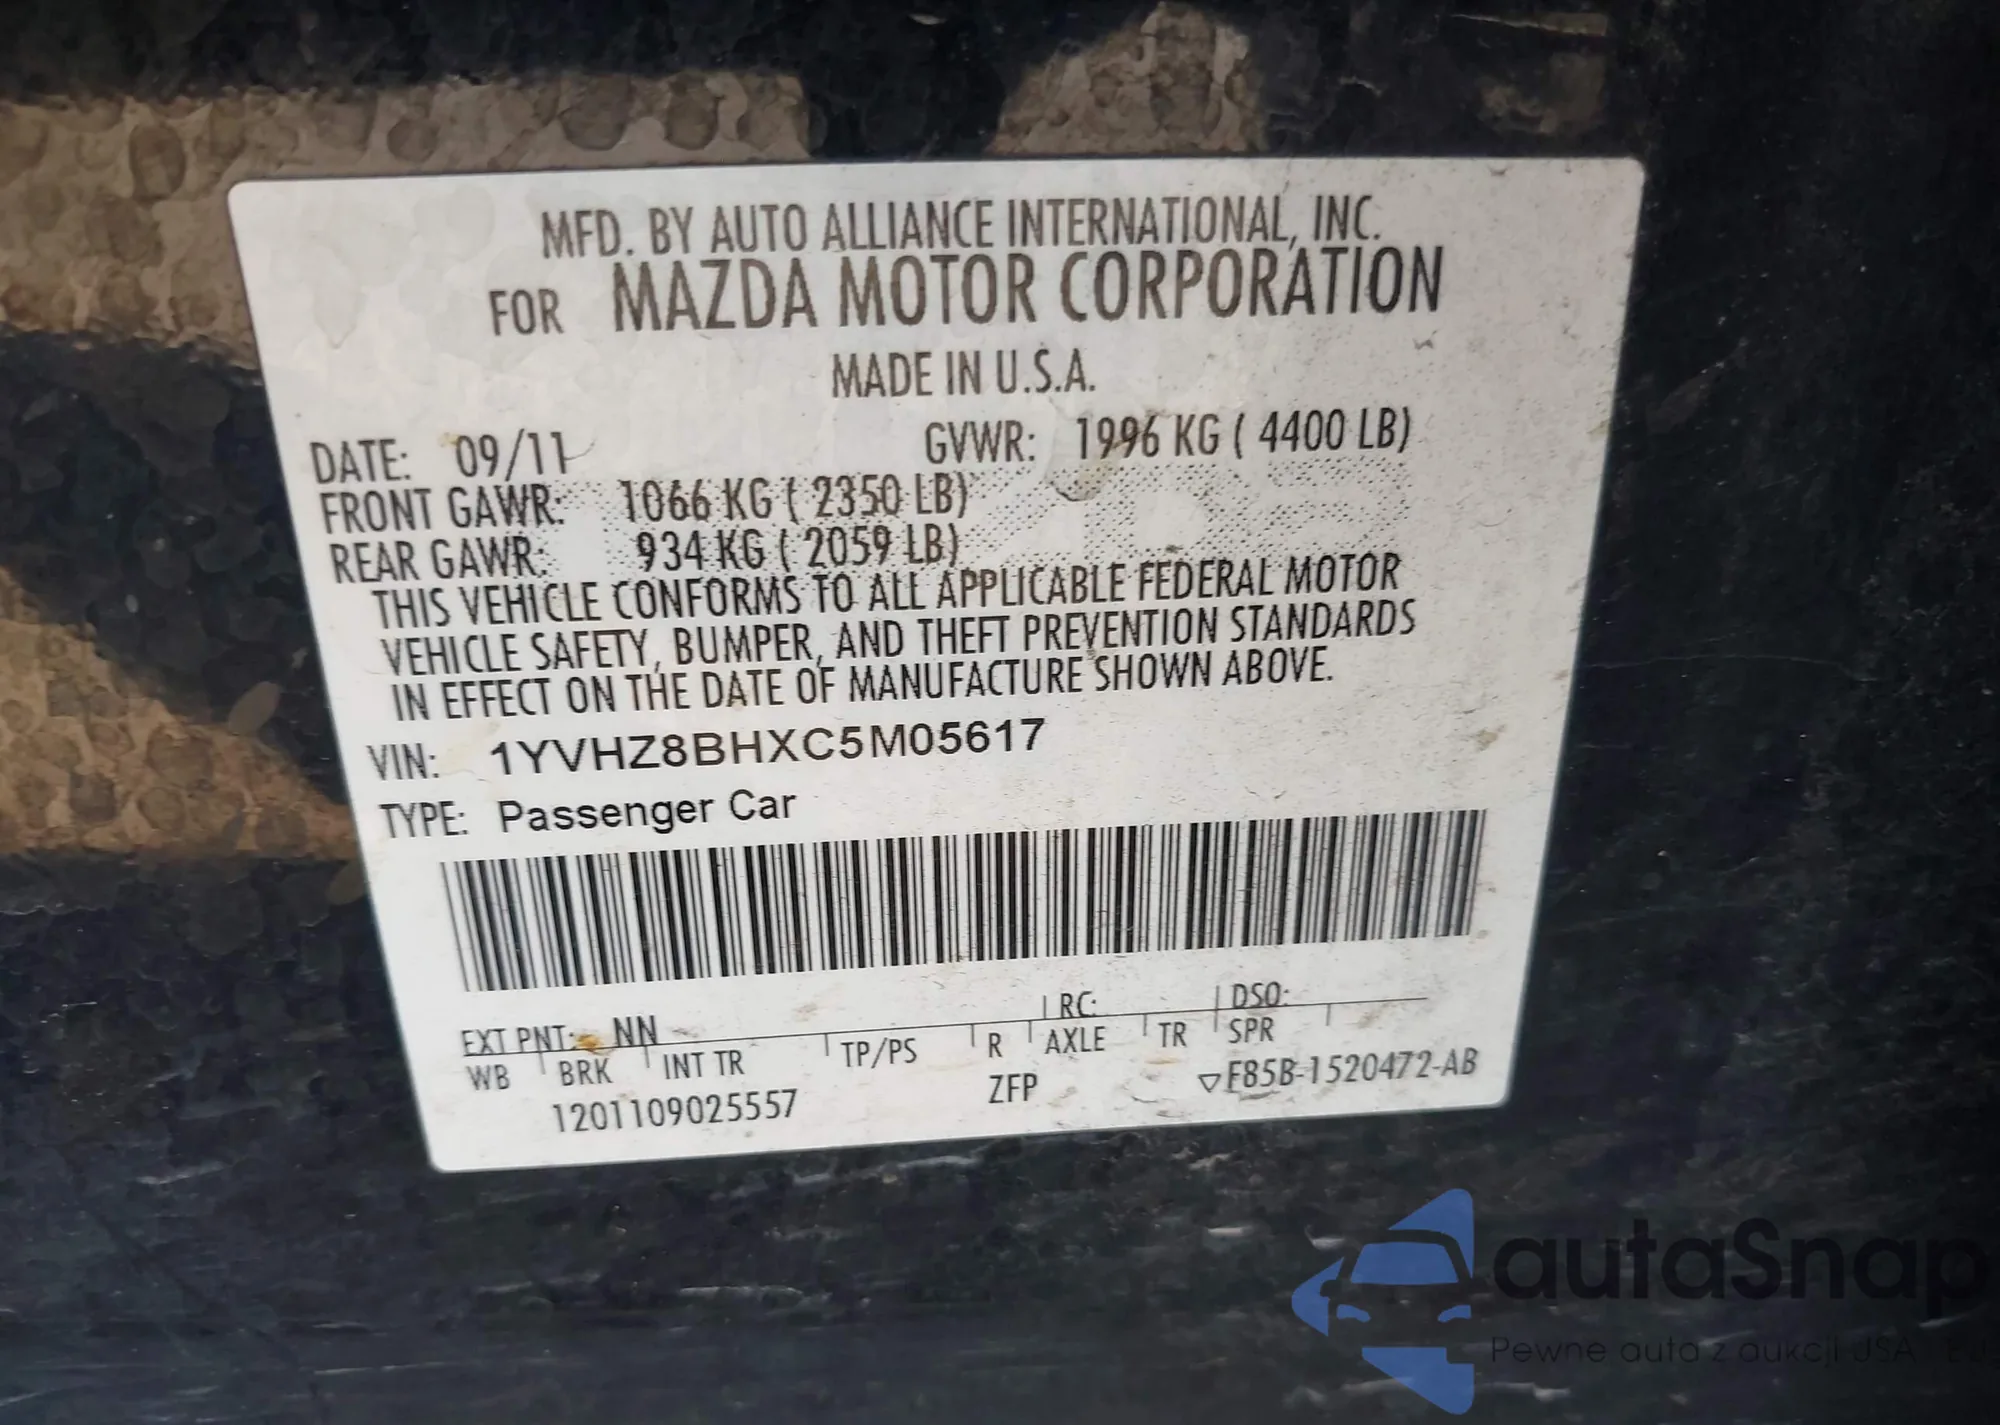 MFD. BY AUTO ALLIANCE INTERNATIONAL, INC.
FOR MAZDA MOTOR CORPORATION
MADE IN U.S.A.
DATE: 09/11 GVWR: 1996 KG ( 4400 LB)
FRONT GAWR: 1066 KG ( 2350 LB)
REAR GAWR: 934 KG ( 2059 LB)
THIS VEHICLE CONFORMS TO ALL APPLICABLE FEDERAL MOTOR
VEHICLE SAFETY, BUMPER, AND THEFT PREVENTION STANDARDS
IN EFFECT ON THE DATE OF MANUFACTURE SHOWN ABOVE.
VIN: 1YVHZ8BHXC5M05617
TYPE: Passenger Car
EXT PNT: NN RC: DSO:
WB BRK INT TR TP/PS R AXLE TR SPR
1201109025557 ZFP ▽F85B-1520472-AB
autaSnap
Pewne auta z aukcji USA